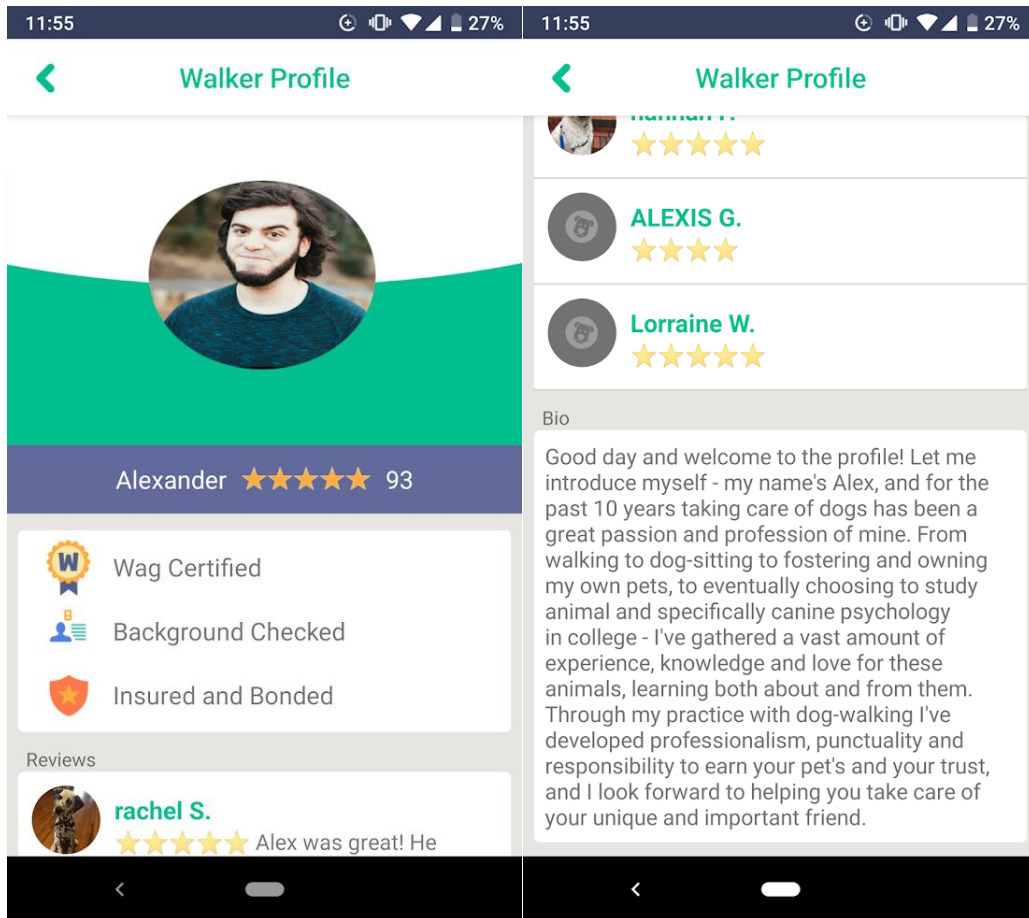 11:55
27%
Walker Profile
Alexander
93
W
Wag Certified
Background Checked
Insured and Bonded
Reviews
rachel S.
Alex was great! He
11:55
27%
Walker Profile
ALEXIS G.
Lorraine W.
Bio
Good day and welcome to the profile! Let me
introduce myself - my name's Alex, and for the
past 10 years taking care of dogs has been a
great passion and profession of mine. From
walking to dog-sitting to fostering and owning
my own pets, to eventually choosing to study
animal and specifically canine psychology
in college - I've gathered a vast amount of
experience, knowledge and love for these
animals, learning both about and from them.
Through my practice with dog-walking I've
developed professionalism, punctuality and
responsibility to earn your pet's and your trust,
and I look forward to helping you take care of
your unique and important friend.